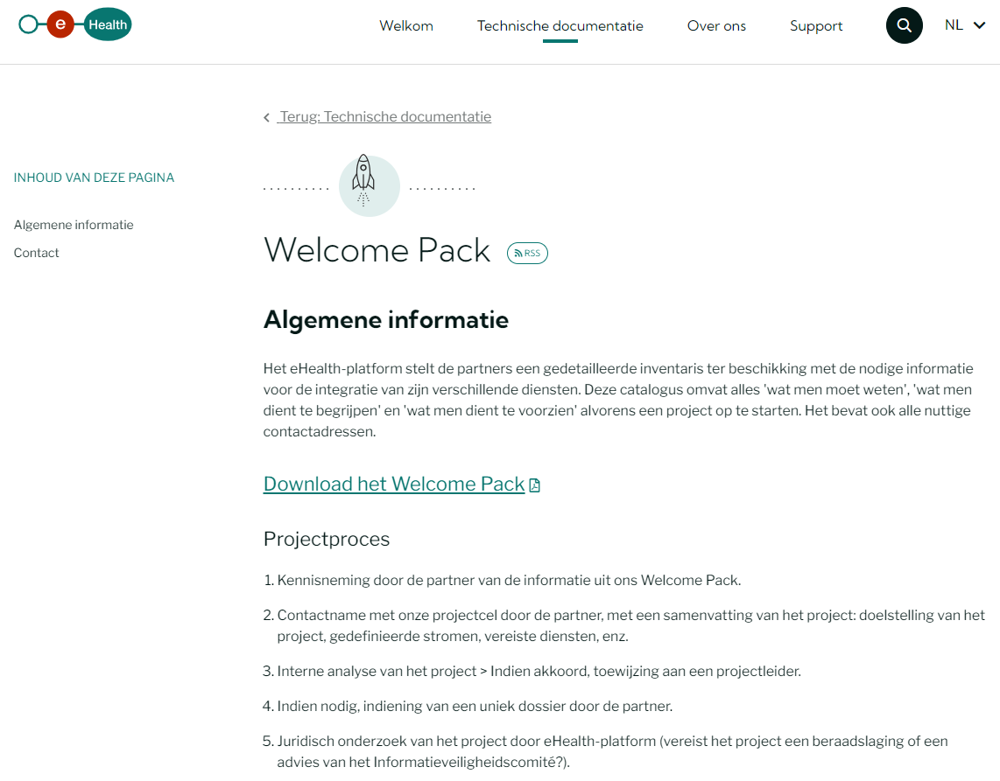 e Health
Welkom
Technische documentatie
Over ons
Support
NL
Terug: Technische documentatie
INHOUD VAN DEZE PAGINA
Algemene informatie
Contact
Welcome Pack
RSS
Algemene informatie
Het eHealth-platform stelt de partners een gedetailleerde inventaris ter beschikking met de nodige informatie
voor de integratie van zijn verschillende diensten. Deze catalogus omvat alles 'wat men moet weten', 'wat men
dient te begrijpen' en 'wat men dient te voorzien' alvorens een project op te starten. Het bevat ook alle nuttige
contactadressen.
Download het Welcome Pack
Projectproces
1. Kennisneming door de partner van de informatie uit ons Welcome Pack.
2. Contactname met onze projectcel door de partner, met een samenvatting van het project: doelstelling van het
project, gedefinieerde stromen, vereiste diensten, enz.
3. Interne analyse van het project > Indien akkoord, toewijzing aan een projectleider.
4. Indien nodig, indiening van een uniek dossier door de partner.
5. Juridisch onderzoek van het project door eHealth-platform (vereist het project een beraadslaging of een
advies van het Informatieveiligheidscomité?).